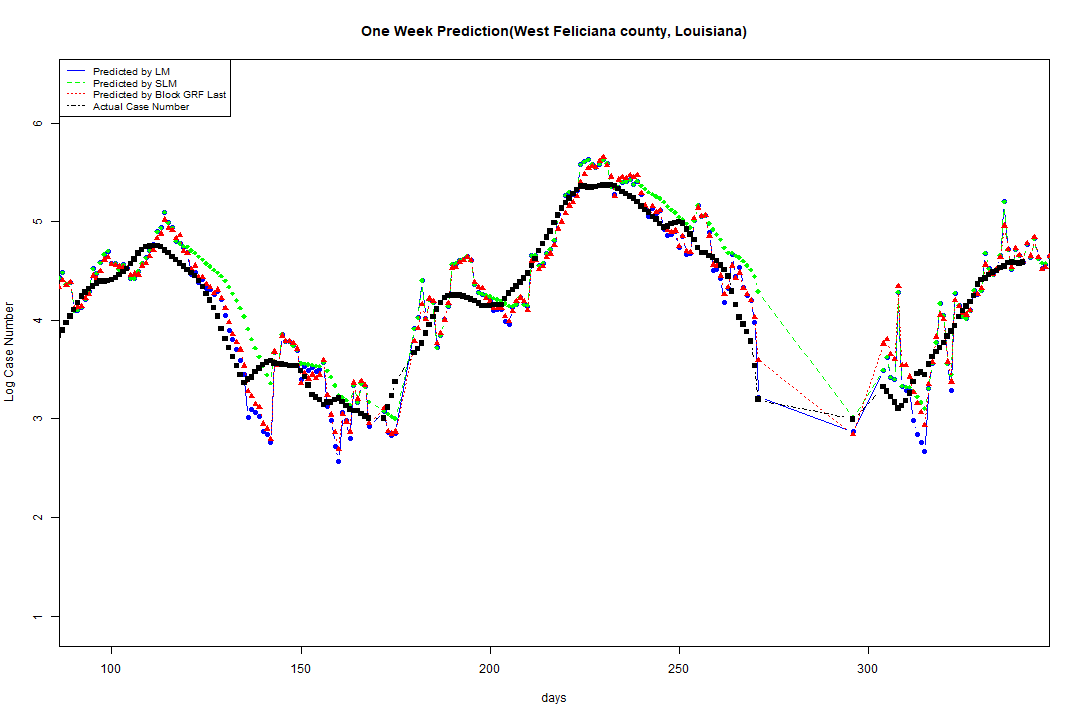 One Week Prediction(West Feliciana county, Louisiana)
Predicted by LM
Predicted by SLM
Predicted by Block GRF Last
Actual Case Number
Log Case Number
6
5
4
3
2
1
100 150 200 250 300
days